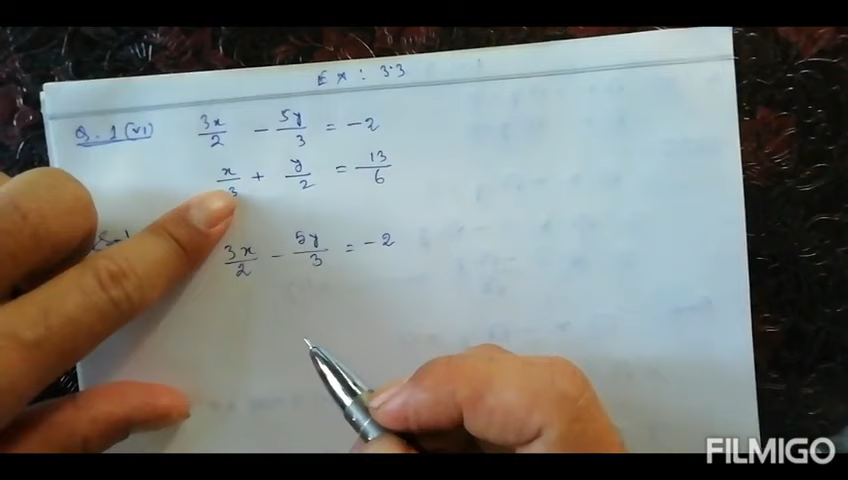 Ex: 3.3
Q.1(vi) 3x/2 - 5y/3 = -2
x/3 + y/2 = 13/6
Sol
3x/2 - 5y/3 = -2
FILMIGO